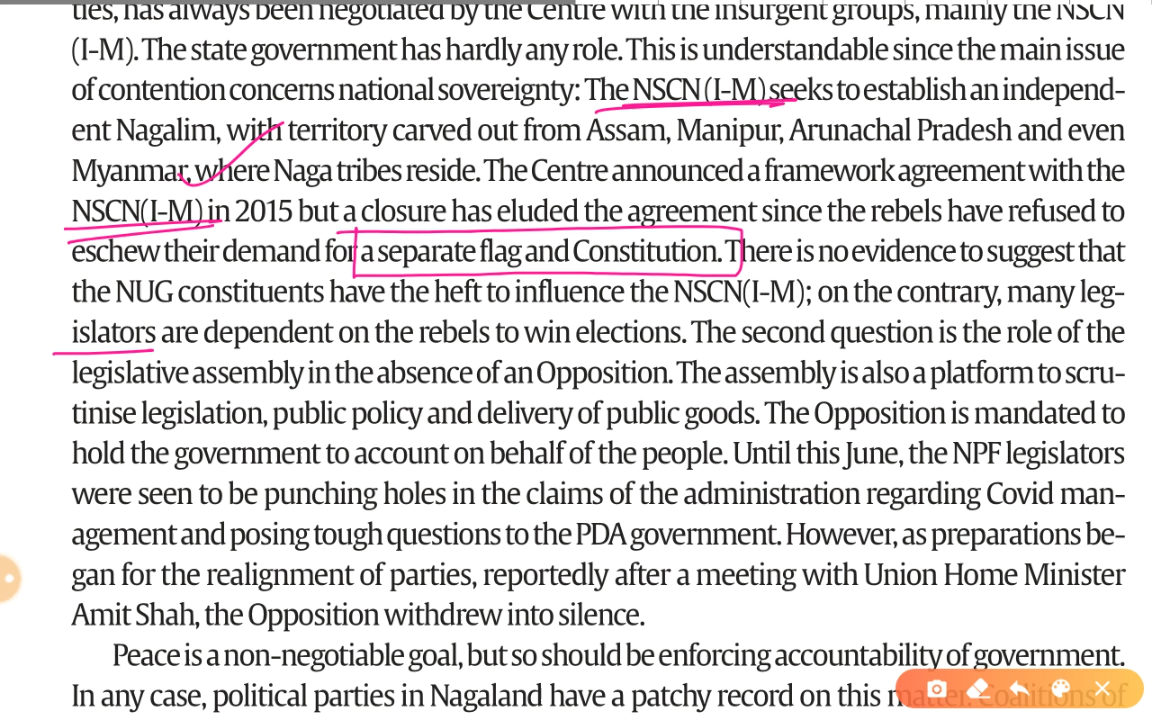 ties, has always been negotiated by the Centre with the insurgent groups, mainly the NSCN
(I-M). The state government has hardly any role. This is understandable since the main issue
of contention concerns national sovereignty: The NSCN(I-M) seeks to establish an independ-
ent Nagalim, with territory carved out from Assam, Manipur, Arunachal Pradesh and even
Myanmar, where Naga tribes reside. The Centre announced a framework agreement with the
NSCN(I-M) in 2015 but a closure has eluded the agreement since the rebels have refused to
eschew their demand for a separate flag and Constitution. There is no evidence to suggest that
the NUG constituents have the heft to influence the NSCN(I-M); on the contrary, many leg-
islators are dependent on the rebels to win elections. The second question is the role of the
legislative assembly in the absence of an Opposition. The assembly is also a platform to scru-
tinise legislation, public policy and delivery of public goods. The Opposition is mandated to
hold the government to account on behalf of the people. Until this June, the NPF legislators
were seen to be punching holes in the claims of the administration regarding Covid man-
agement and posing tough questions to the PDA government. However, as preparations be-
gan for the realignment of parties, reportedly after a meeting with Union Home Minister
Amit Shah, the Opposition withdrew into silence.
Peace is a non-negotiable goal, but so should be enforcing accountability of government.
In any case, political parties in Nagaland have a patchy record on this matter. Coalitions of